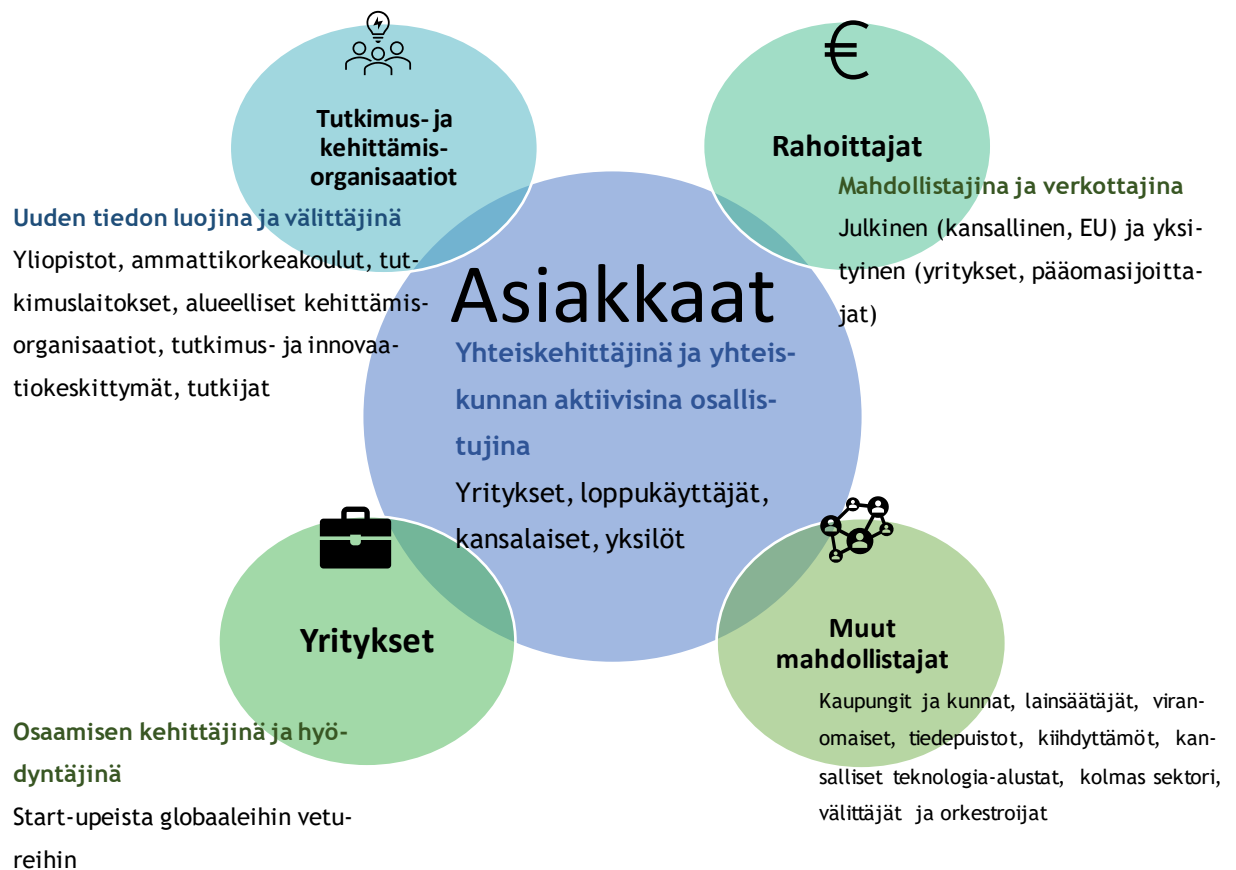 Tutkimus- ja
kehittämis-
organisaatiot
Uuden tiedon luojina ja välittäjinä
Yliopistot, ammattikorkeakoulut, tut-
kimuslaitokset, alueelliset kehittämis-
organisaatiot, tutkimus- ja innovaa-
tiokeskittymät, tutkijat
€
Rahoittajat
Mahdollistajina ja verkottajina
Julkinen (kansallinen, EU) ja yksi-
tyinen (yritykset, pääomasijoitta-
jat)
Asiakkaat
Yhteiskehittäjinä ja yhteis-
kunnan aktiivisina osallis-
tujina
Yritykset, loppukäyttäjät,
kansalaiset, yksilöt
Yritykset
Osaamisen kehittäjinä ja hyö-
dyntäjinä
Start-upeista globaaleihin vetu-
reihin
Muut
mahdollistajat
Kaupungit ja kunnat, lainsäätäjät, viran-
omaiset, tiedepuistot, kiihdyttämöt, kan-
salliset teknologia-alustat, kolmas sektori,
välittäjät ja orkestroijat